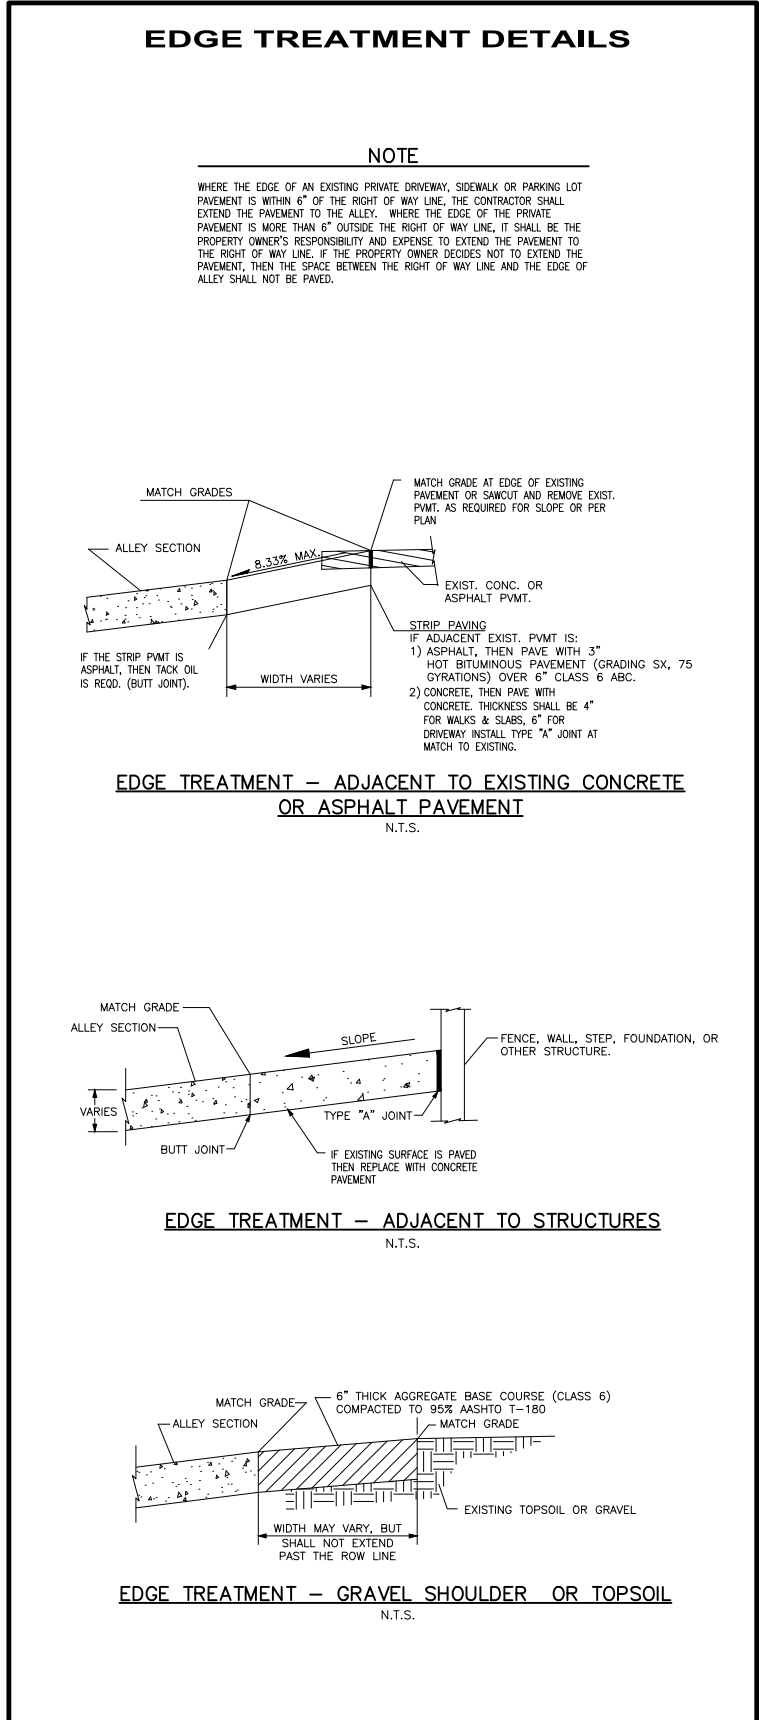 EDGE TREATMENT DETAILS
NOTE
WHERE THE EDGE OF AN EXISTING PRIVATE DRIVEWAY, SIDEWALK OR PARKING LOT
PAVEMENT IS WITHIN 6" OF THE RIGHT OF WAY LINE, THE CONTRACTOR SHALL
EXTEND THE PAVEMENT TO THE ALLEY. WHERE THE EDGE OF THE PRIVATE
PAVEMENT IS MORE THAN 6" OUTSIDE THE RIGHT OF WAY LINE, IT SHALL BE THE
PROPERTY OWNER'S RESPONSIBILITY AND EXPENSE TO EXTEND THE PAVEMENT TO
THE RIGHT OF WAY LINE. IF THE PROPERTY OWNER DECIDES NOT TO EXTEND THE
PAVEMENT, THEN THE SPACE BETWEEN THE RIGHT OF WAY LINE AND THE EDGE OF
ALLEY SHALL NOT BE PAVED.
MATCH GRADES
MATCH GRADE AT EDGE OF EXISTING
PAVEMENT OR SAWCUT AND REMOVE EXIST.
PVMT. AS REQUIRED FOR SLOPE OR PER
PLAN
ALLEY SECTION
8.33% MAX.
EXIST. CONC. OR
ASPHALT PVMT.
IF THE STRIP PVMT IS
ASPHALT, THEN TACK OIL
IS REQD. (BUTT JOINT).
WIDTH VARIES
STRIP PAVING
IF ADJACENT EXIST. PVMT IS:
1) ASPHALT, THEN PAVE WITH 3"
HOT BITUMINOUS PAVEMENT (GRADING SX, 75
GYRATIONS) OVER 6" CLASS 6 ABC.
2) CONCRETE, THEN PAVE WITH
CONCRETE. THICKNESS SHALL BE 4"
FOR WALKS & SLABS, 6" FOR
DRIVEWAY INSTALL TYPE "A" JOINT AT
MATCH TO EXISTING.
EDGE TREATMENT – ADJACENT TO EXISTING CONCRETE
OR ASPHALT PAVEMENT
N.T.S.
MATCH GRADE
ALLEY SECTION
SLOPE
FENCE, WALL, STEP, FOUNDATION, OR
OTHER STRUCTURE.
VARIES
TYPE "A" JOINT
BUTT JOINT
IF EXISTING SURFACE IS PAVED
THEN REPLACE WITH CONCRETE
PAVEMENT
EDGE TREATMENT – ADJACENT TO STRUCTURES
N.T.S.
MATCH GRADE
6" THICK AGGREGATE BASE COURSE (CLASS 6)
COMPACTED TO 95% AASHTO T-180
ALLEY SECTION
MATCH GRADE
EXISTING TOPSOIL OR GRAVEL
WIDTH MAY VARY, BUT
SHALL NOT EXTEND
PAST THE ROW LINE
EDGE TREATMENT – GRAVEL SHOULDER OR TOPSOIL
N.T.S.